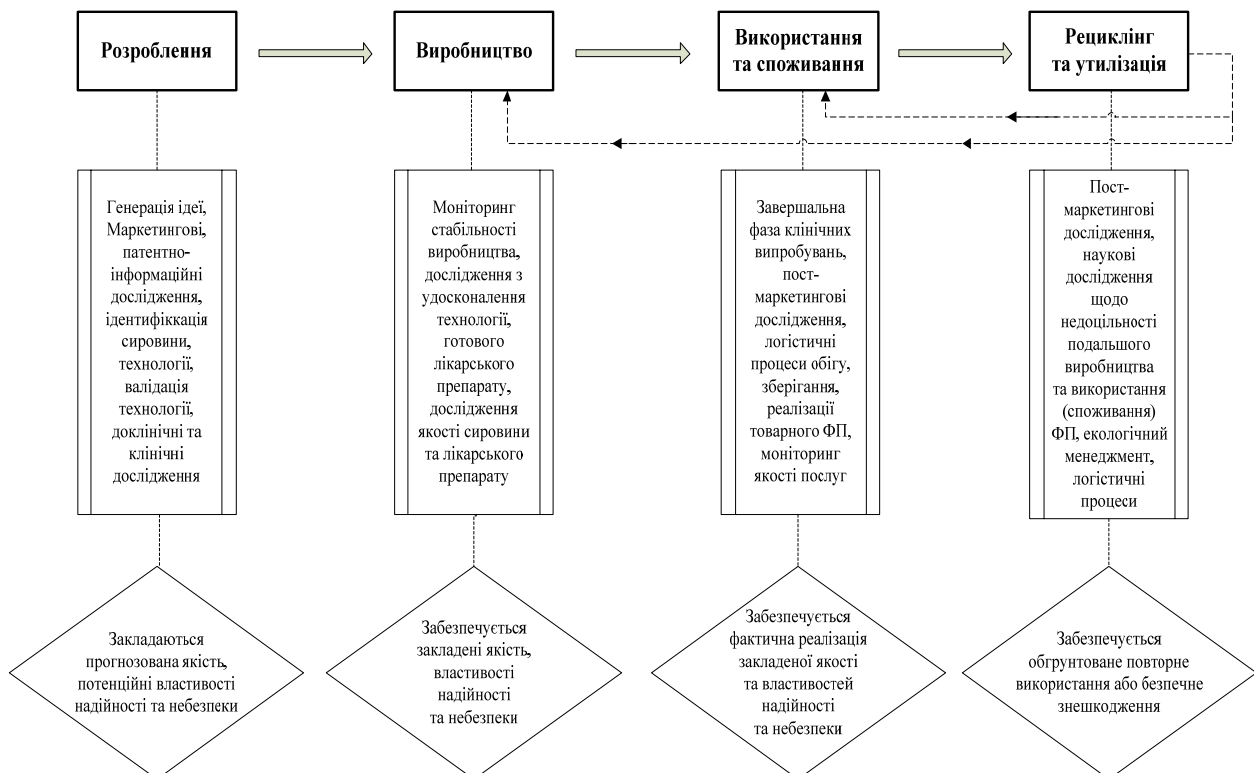 Розроблення
Виробництво
Використання
та споживання
Рециклінг
та утилізація
Генерація ідеї,
Маркетингові,
патентно-
інформаційні
дослідження,
ідентифіккація
сировини,
технології,
валідація
технології,
доклінічні та
клінічні
дослідження
Моніторинг
стабільності
виробництва,
дослідження з
удосконалення
технології,
готового
лікарського
препарату,
дослідження
якості сировини
та лікарського
препарату
Завершальна
фаза клінічних
випробувань,
пост-
маркетингові
дослідження,
логістичні
процеси обігу,
зберігання,
реалізації
товарного ФП,
моніторинг
якості послуг
Пост-
маркетингові
дослідження,
наукові
дослідження
щодо
недоцільності
подальшого
виробництва
та використання
(споживання)
ФП, екологічний
менеджмент,
логістичні
процеси
Закладаються
прогнозована якість,
потенційні властивості
надійності та небезпеки
Забезпечується
закладені якість,
властивості
надійності
та небезпеки
Забезпечується
фактична реалізація
закладеної якості
та властивостей
надійності
та небезпеки
Забезпечується
обгрунтоване повторне
використання або безпечне
знешкодження